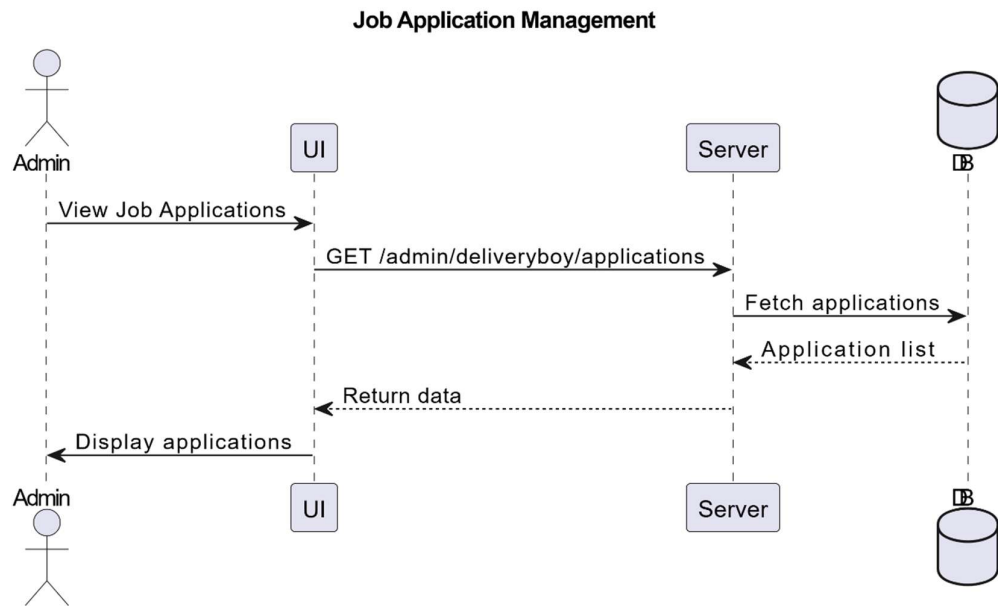 Job Application Management
Admin
UI
Server
DB
View Job Applications
GET /admin/deliveryboy/applications
Fetch applications
Application list
Return data
Display applications
Admin
UI
Server
DB